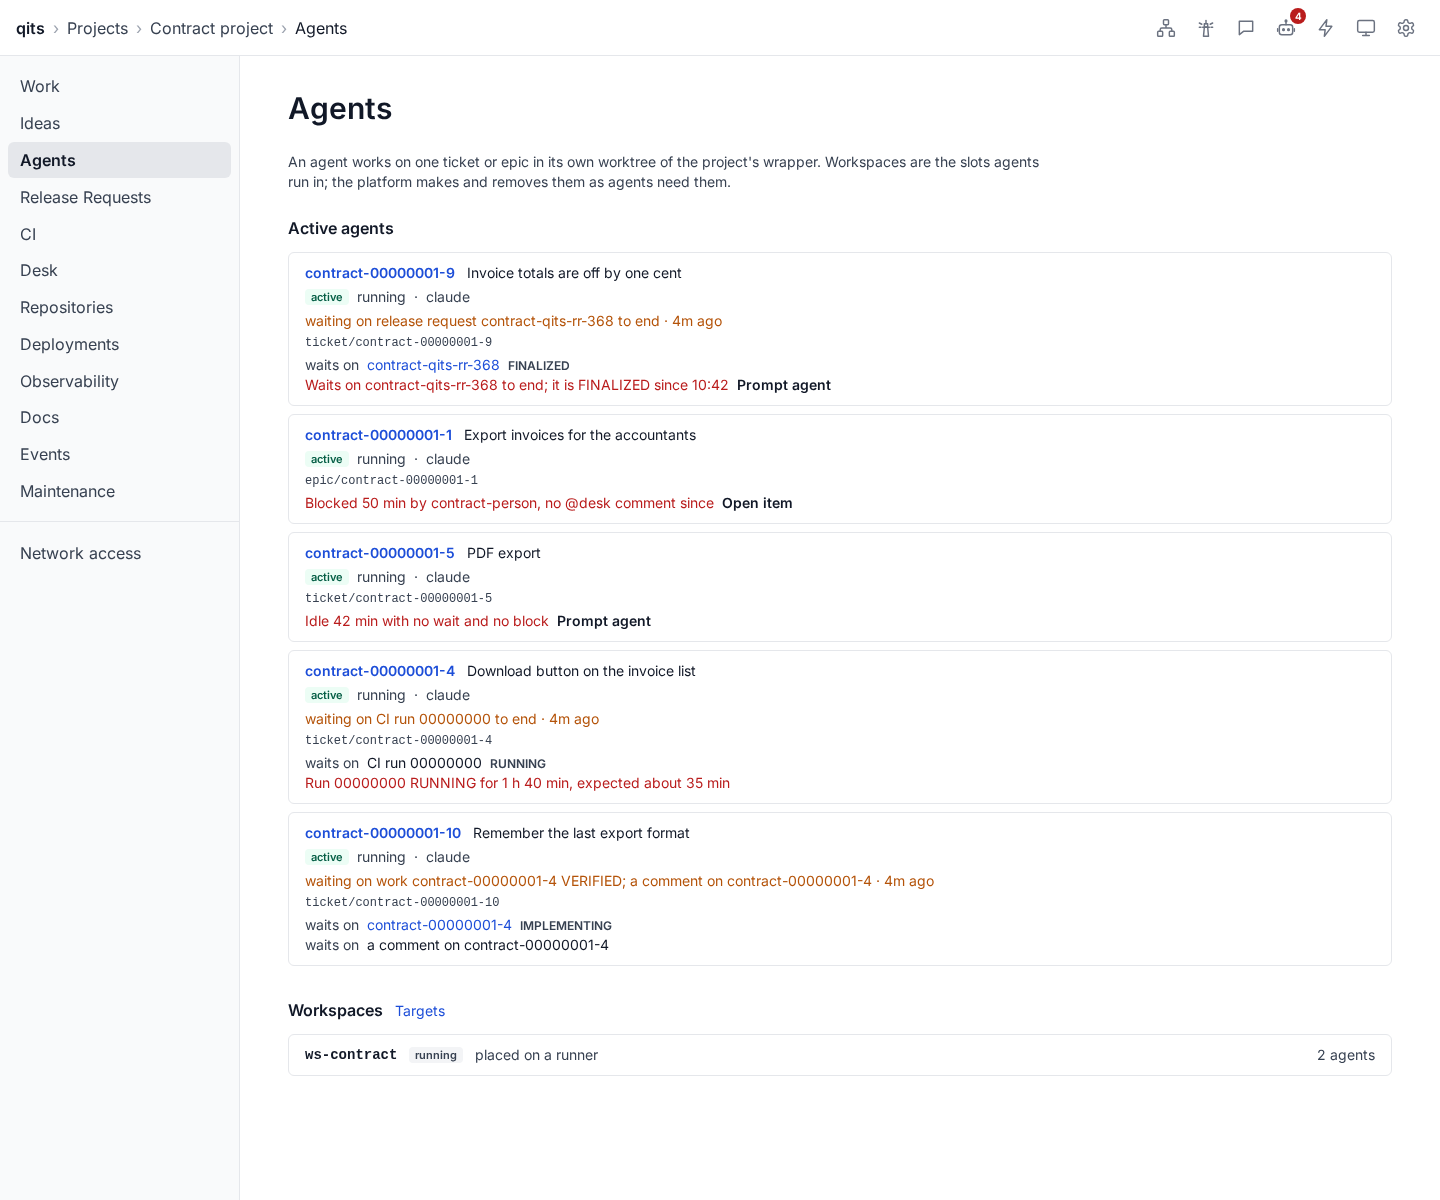 qits › Projects › Contract project › Agents
4
Work
Ideas
Agents
Release Requests
CI
Desk
Repositories
Deployments
Observability
Docs
Events
Maintenance
Network access
Agents
An agent works on one ticket or epic in its own worktree of the project's wrapper. Workspaces are the slots agents
run in; the platform makes and removes them as agents need them.
Active agents
contract-00000001-9 Invoice totals are off by one cent
active running · claude
waiting on release request contract-qits-rr-368 to end · 4m ago
ticket/contract-00000001-9
waits on contract-qits-rr-368 FINALIZED
Waits on contract-qits-rr-368 to end; it is FINALIZED since 10:42 Prompt agent
contract-00000001-1 Export invoices for the accountants
active running · claude
epic/contract-00000001-1
Blocked 50 min by contract-person, no @desk comment since Open item
contract-00000001-5 PDF export
active running · claude
ticket/contract-00000001-5
Idle 42 min with no wait and no block Prompt agent
contract-00000001-4 Download button on the invoice list
active running · claude
waiting on CI run 00000000 to end · 4m ago
ticket/contract-00000001-4
waits on CI run 00000000 RUNNING
Run 00000000 RUNNING for 1 h 40 min, expected about 35 min
contract-00000001-10 Remember the last export format
active running · claude
waiting on work contract-00000001-4 VERIFIED; a comment on contract-00000001-4 · 4m ago
ticket/contract-00000001-10
waits on contract-00000001-4 IMPLEMENTING
waits on a comment on contract-00000001-4
Workspaces Targets
ws-contract running placed on a runner 2 agents